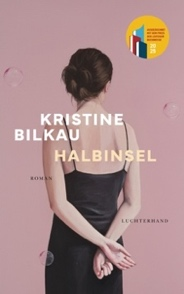 KRISTINE
BILKAU
HALBINSEL
ROMAN
LUCHTERHAND